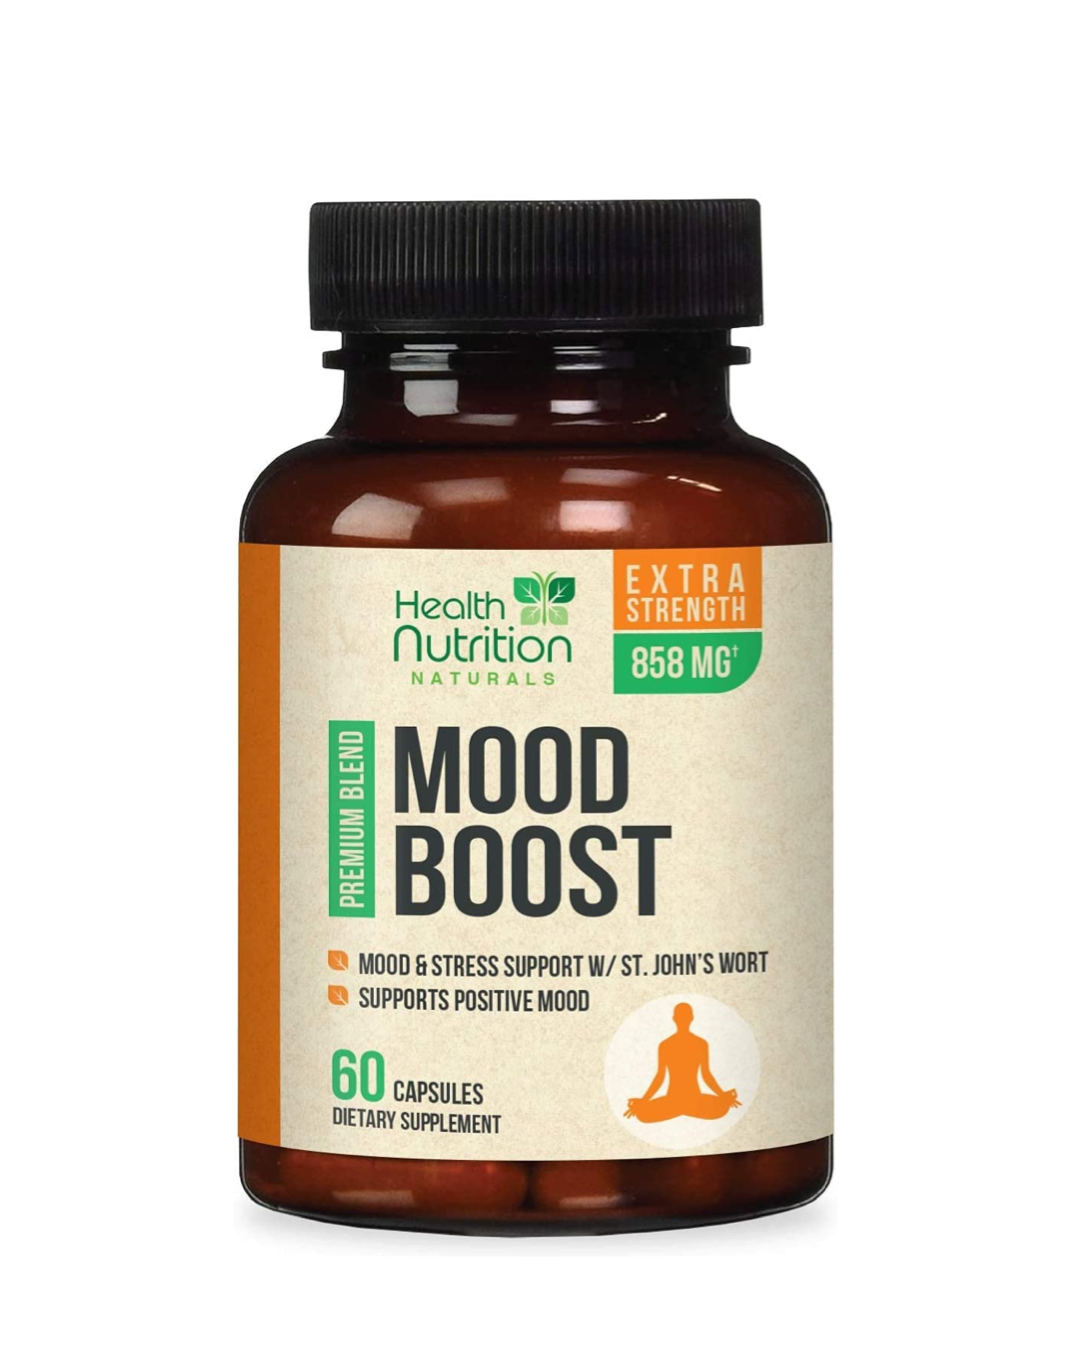 EXTRA
STRENGTH
858 MG†
Health
Nutrition
NATURALS
PREMIUM BLEND
MOOD
BOOST
MOOD & STRESS SUPPORT W/ ST. JOHN'S WORT
SUPPORTS POSITIVE MOOD
60 CAPSULES
DIETARY SUPPLEMENT